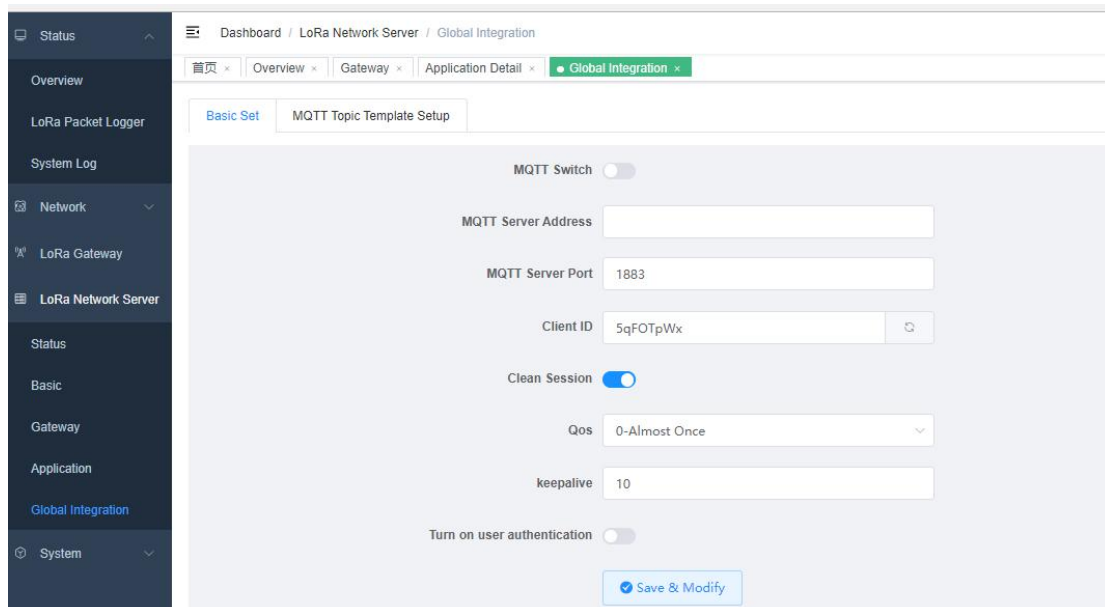 Status
Overview
LoRa Packet Logger
System Log
Network
LoRa Gateway
LoRa Network Server
Status
Basic
Gateway
Application
Global Integration
System
Dashboard / LoRa Network Server / Global Integration
首页 × Overview × Gateway × Application Detail × Global Integration ×
Basic Set MQTT Topic Template Setup
MQTT Switch
MQTT Server Address
MQTT Server Port 1883
Client ID 5qFOTpWx
Clean Session
Qos 0-Almost Once
keepalive 10
Turn on user authentication
Save & Modify